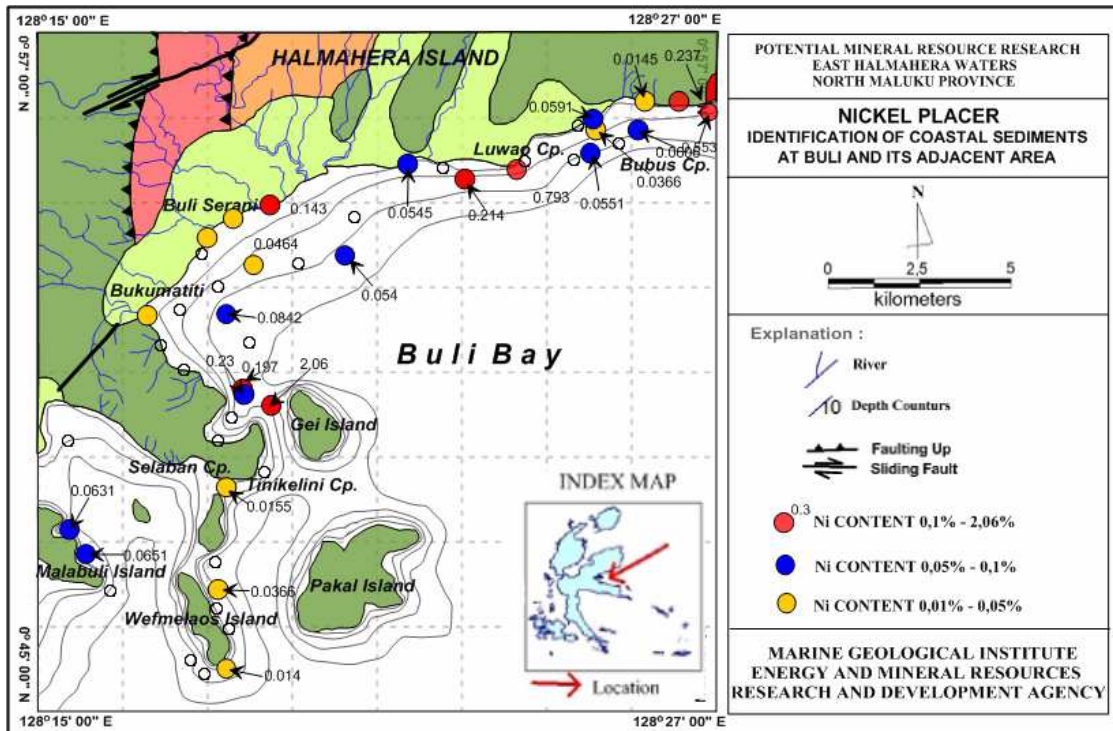 128° 15' 00" E
128° 27' 00" E
0° 57' 00" N
0° 57'
HALMAHERA ISLAND
0.0145
0.237
0.0591
0.553
0.0606
Luwao Cp.
Bubus Cp.
0.0366
0.0551
0.793
0.214
0.0545
Buli Serani
0.143
0.0464
0.054
Bukumatiti
0.0842
Buli Bay
0.23
0.197
2.06
Gei Island
Selaban Cp.
Tinikelini Cp.
0.0155
0.0631
0.0651
Malabuli Island
Pakal Island
0.0366
Wefmelaos Island
0.014
0° 45' 00" N
128° 15' 00" E
128° 27' 00" E
INDEX MAP
Location
POTENTIAL MINERAL RESOURCE RESEARCH
EAST HALMAHERA WATERS
NORTH MALUKU PROVINCE
NICKEL PLACER
IDENTIFICATION OF COASTAL SEDIMENTS
AT BULI AND ITS ADJACENT AREA
N
0 2,5 5
kilometers
Explanation :
River
10 Depth Counturs
Faulting Up
Sliding Fault
0.3
Ni CONTENT 0,1% - 2,06%
Ni CONTENT 0,05% - 0,1%
Ni CONTENT 0,01% - 0,05%
MARINE GEOLOGICAL INSTITUTE
ENERGY AND MINERAL RESOURCES
RESEARCH AND DEVELOPMENT AGENCY